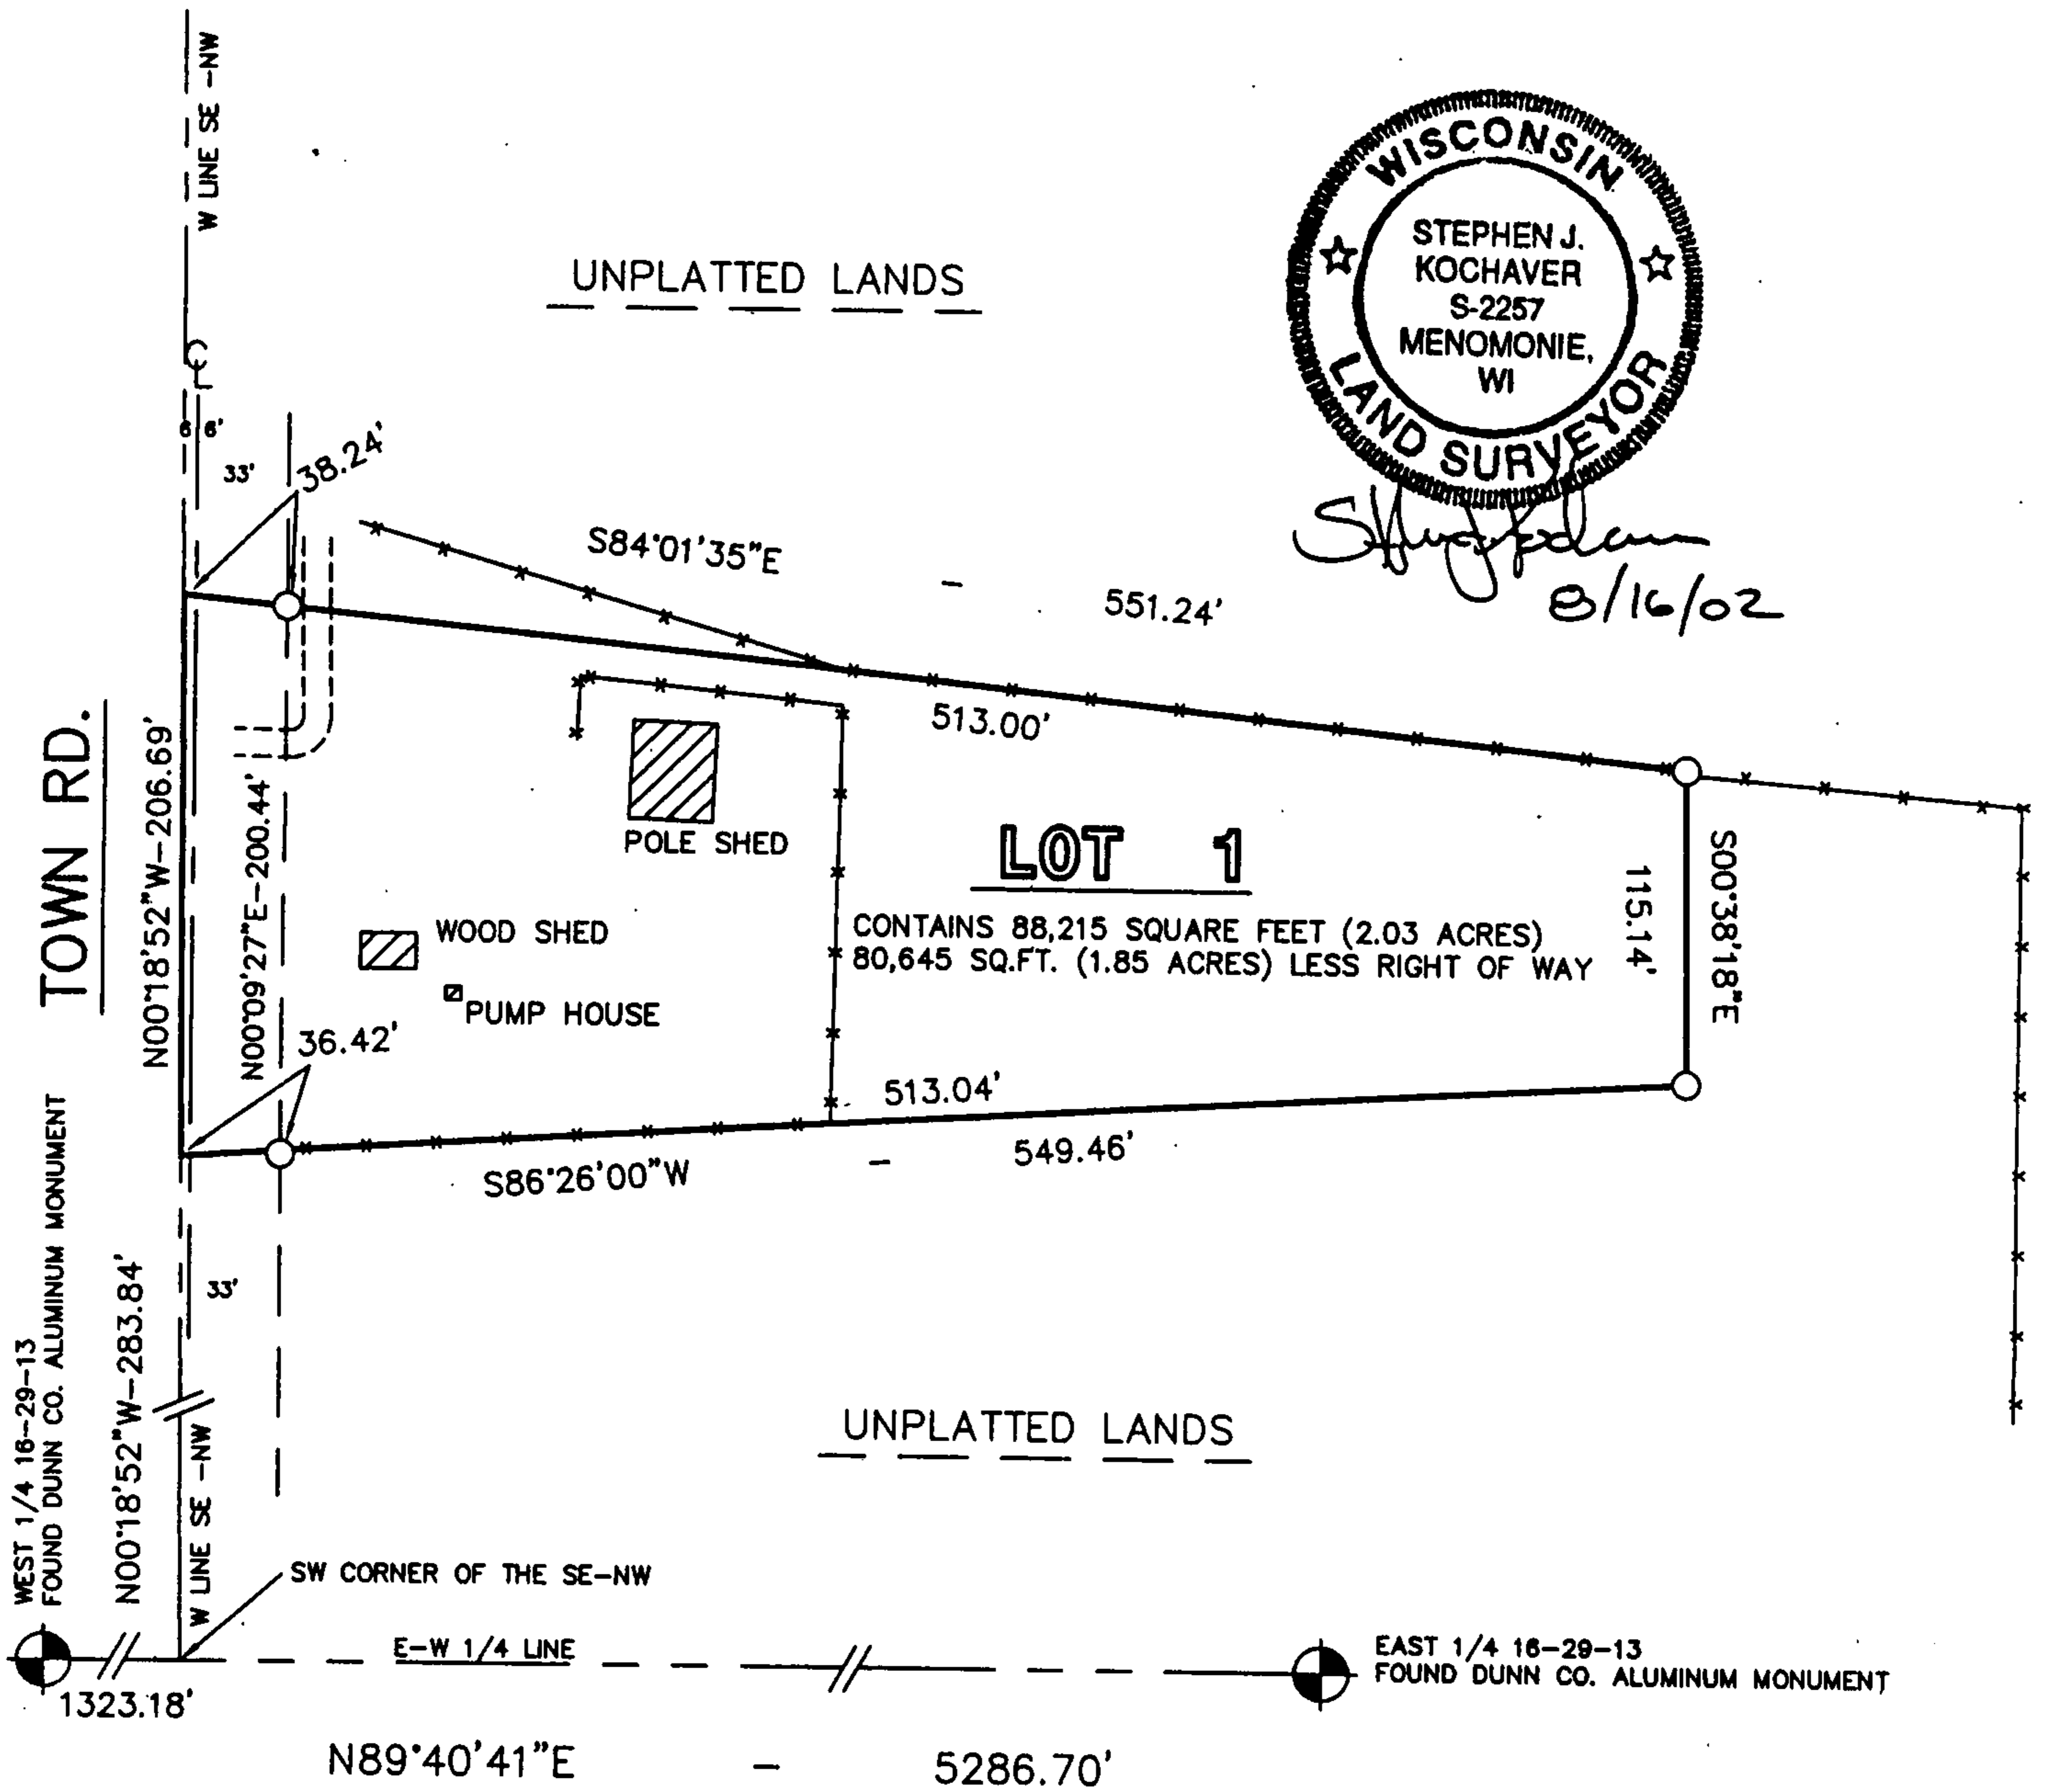 W LINE SE -NW
UNPLATTED LANDS
WISCONSIN
STEPHEN J.
KOCHAVER
S-2257
MENOMONIE,
WI
LAND SURVEYOR
8/16/02
CL
6'
33'
38.24'
S84°01'35"E - 551.24'
513.00'
TOWN RD.
N00°18'52"W-206.69'
N00°09'27"E-200.44'
POLE SHED
LOT 1
CONTAINS 88,215 SQUARE FEET (2.03 ACRES)
80,645 SQ.FT. (1.85 ACRES) LESS RIGHT OF WAY
115.14'
S00°38'18"E
WOOD SHED
PUMP HOUSE
36.42'
513.04'
S86°26'00"W - 549.46'
33'
WEST 1/4 16-29-13
FOUND DUNN CO. ALUMINUM MONUMENT
N00°18'52"W-283.84'
W LINE SE -NW
UNPLATTED LANDS
SW CORNER OF THE SE-NW
E-W 1/4 LINE
EAST 1/4 16-29-13
FOUND DUNN CO. ALUMINUM MONUMENT
1323.18'
N89°40'41"E - 5286.70'